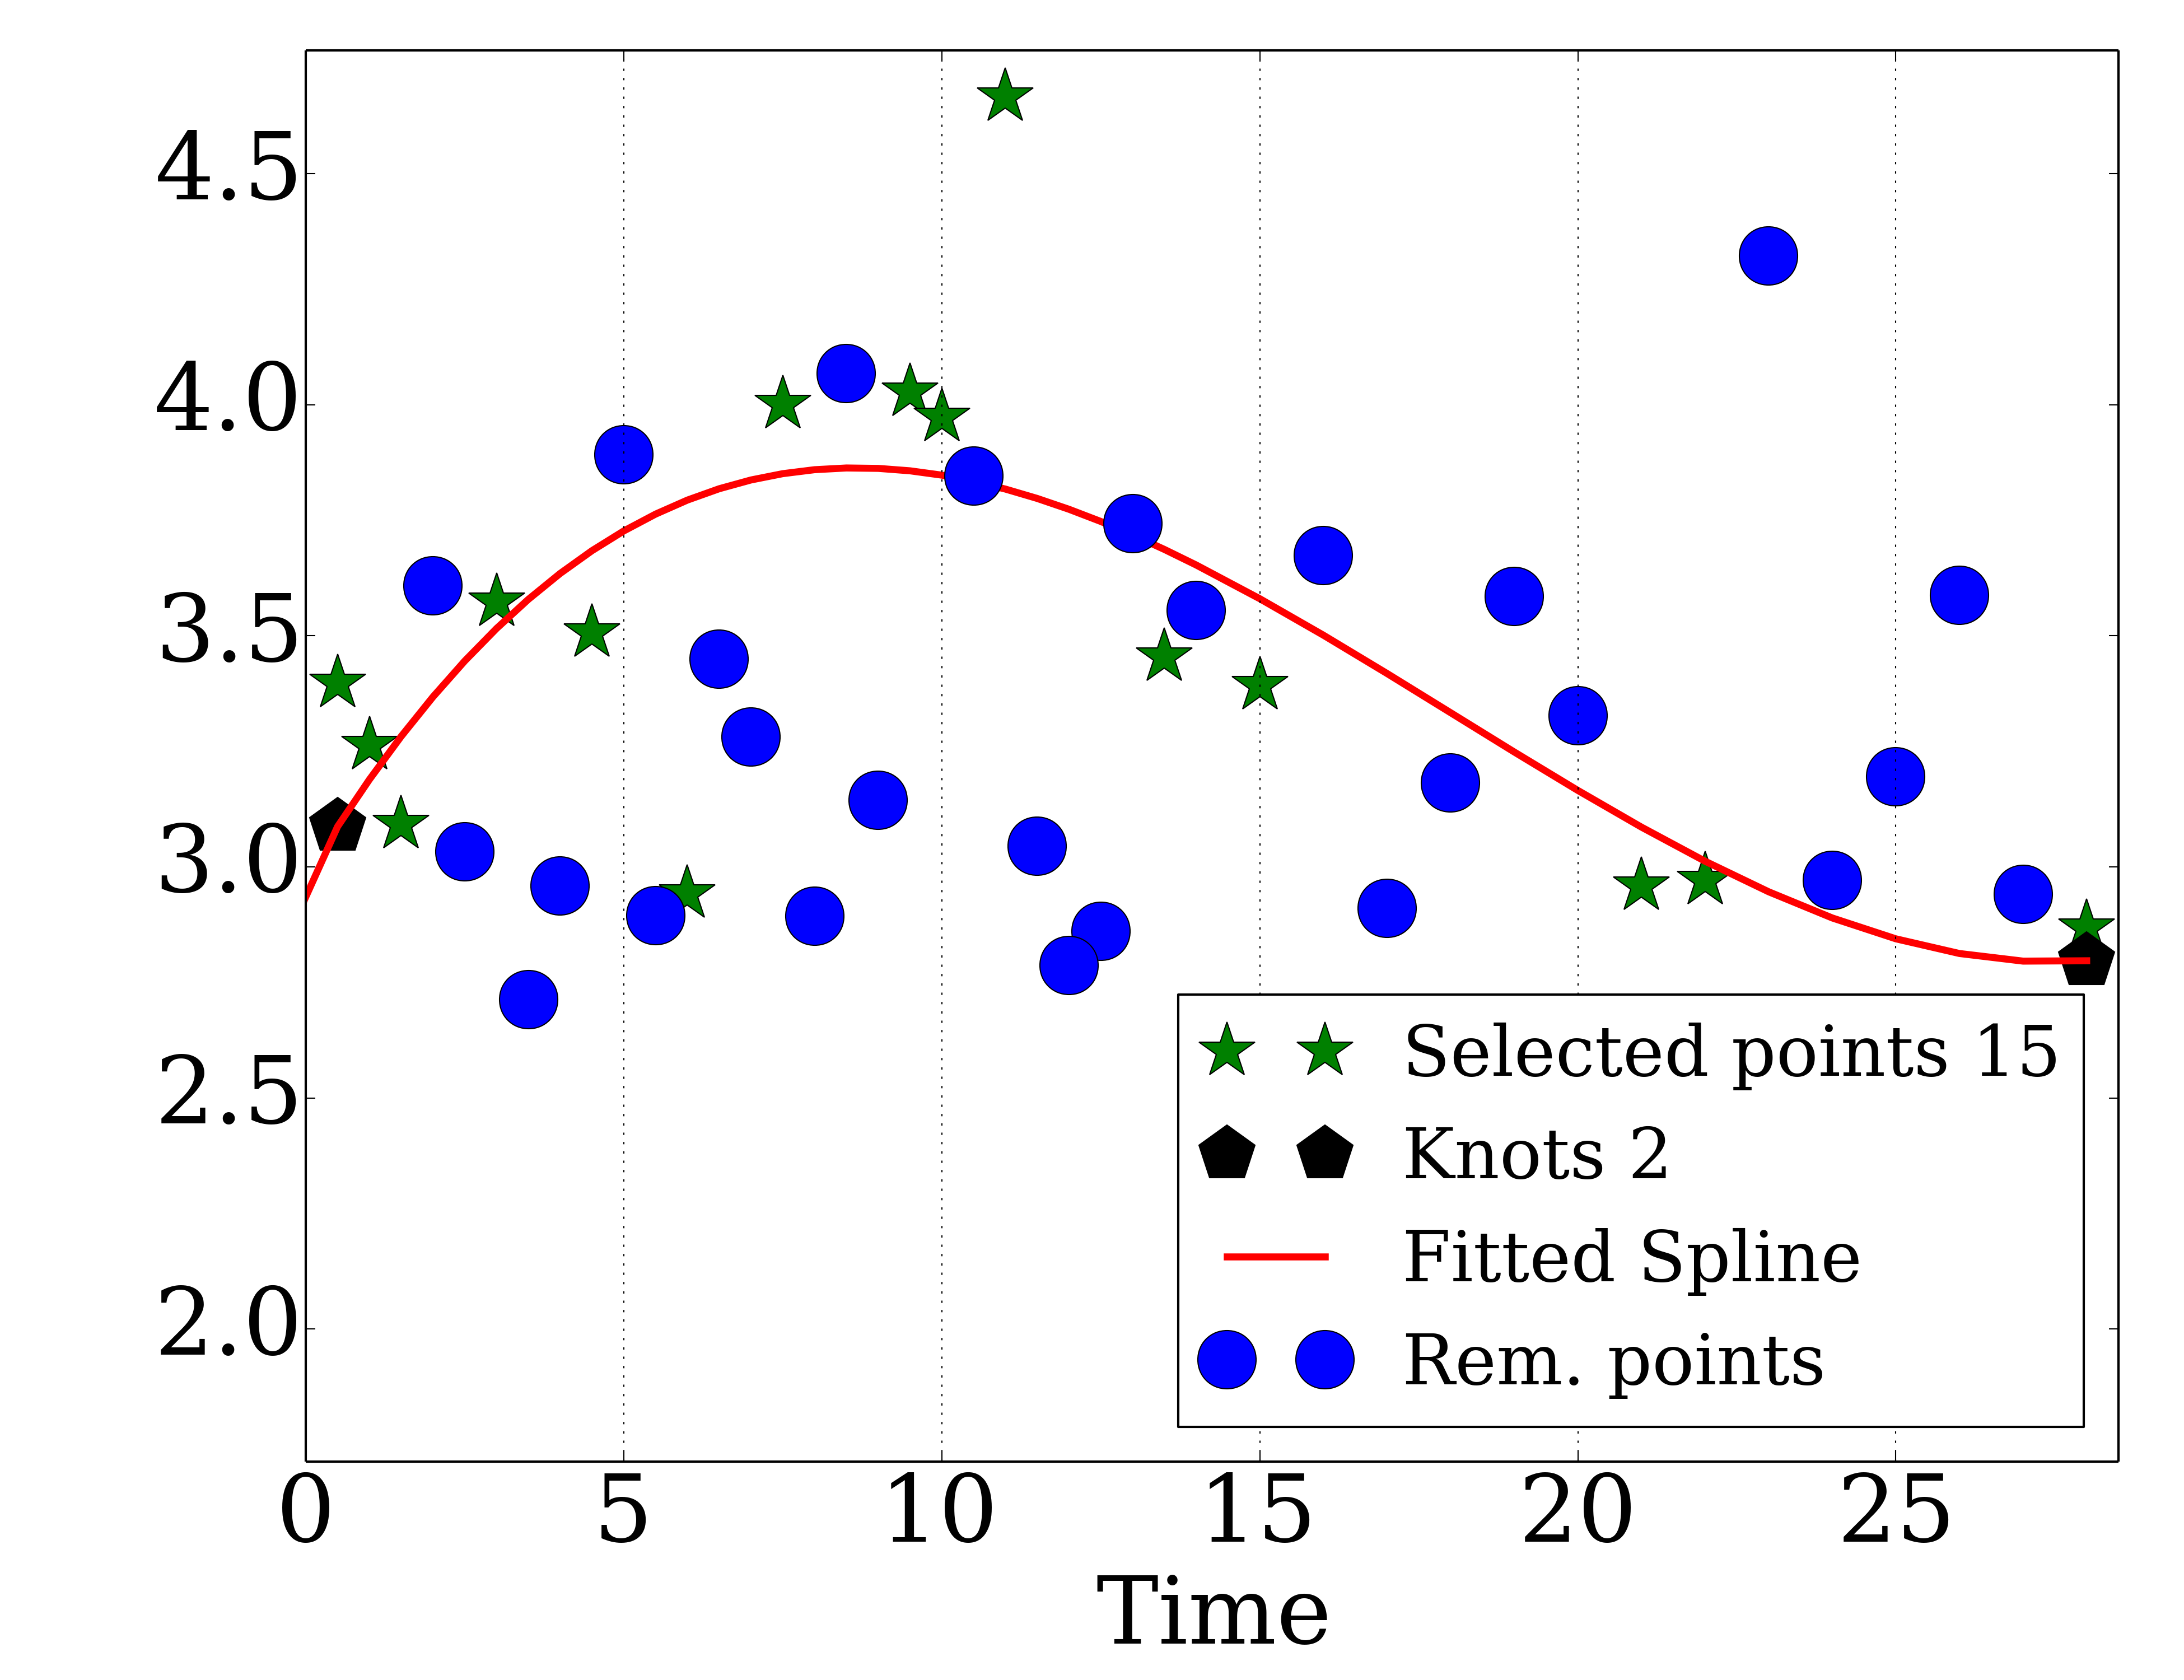 4.5
4.0
3.5
3.0
2.5
2.0
Selected points 15
Knots 2
Fitted Spline
Rem. points
0 5 10 15 20 25
Time